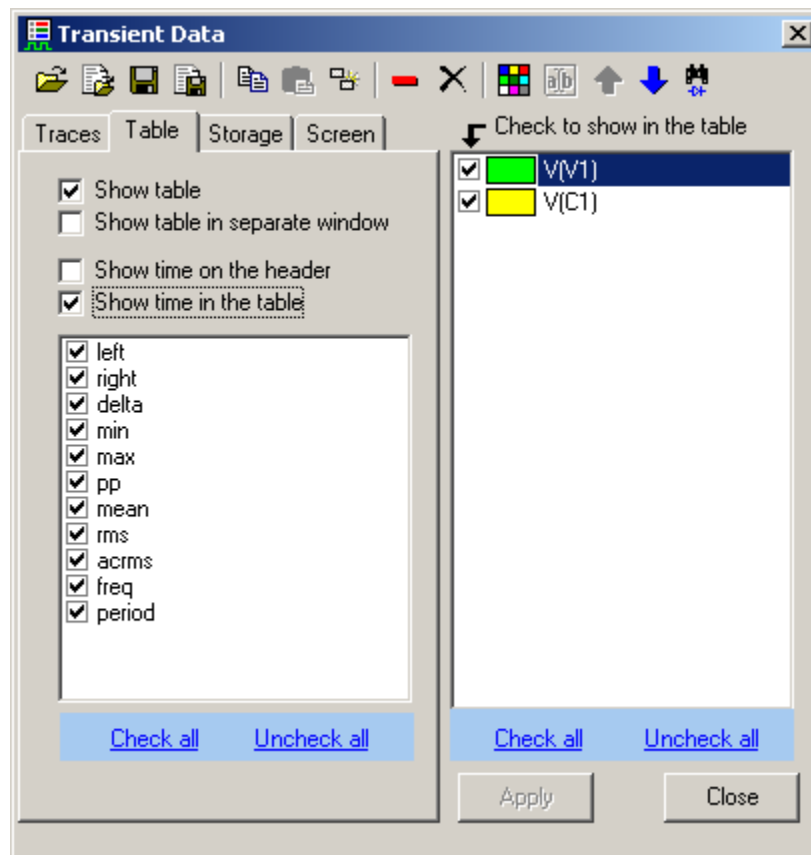 Transient Data
Traces Table Storage Screen
Check to show in the table
Show table
Show table in separate window
Show time on the header
Show time in the table
left
right
delta
min
max
pp
mean
rms
acrms
freq
period
Check all Uncheck all
V(V1)
V(C1)
Check all Uncheck all
Apply Close